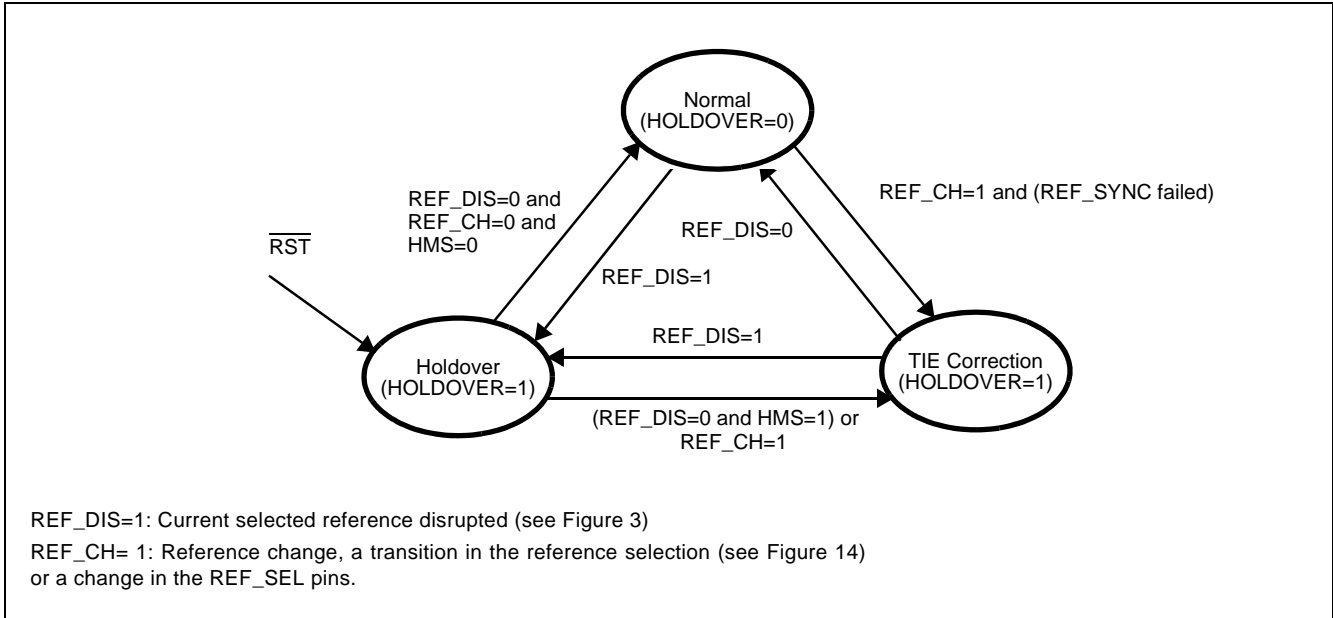 Normal
(HOLDOVER=0)
REF_DIS=0 and
REF_CH=0 and
HMS=0
REF_CH=1 and (REF_SYNC failed)
REF_DIS=0
RST
REF_DIS=1
REF_DIS=1
Holdover
(HOLDOVER=1)
TIE Correction
(HOLDOVER=1)
(REF_DIS=0 and HMS=1) or
REF_CH=1
REF_DIS=1: Current selected reference disrupted (see Figure 3)
REF_CH= 1: Reference change, a transition in the reference selection (see Figure 14)
or a change in the REF_SEL pins.